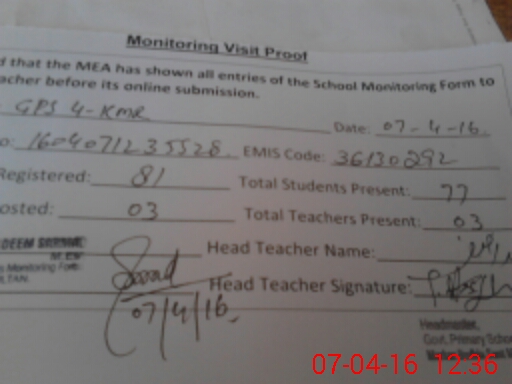 Monitoring Visit Proof
d that the MEA has shown all entries of the School Monitoring Form to
acher before its online submission.
GPS 4-KMR Date: 07-4-16.
o: 1604071235528. EMIS Code: 36130292
Registered: 81 Total Students Present: 77
osted: 03 Total Teachers Present: 03
DEEM Head Teacher Name:
Monitoring
Head Teacher Signature:
07/4/16.
Headmaster,
Govt. Primary School
07-04-16 12:36